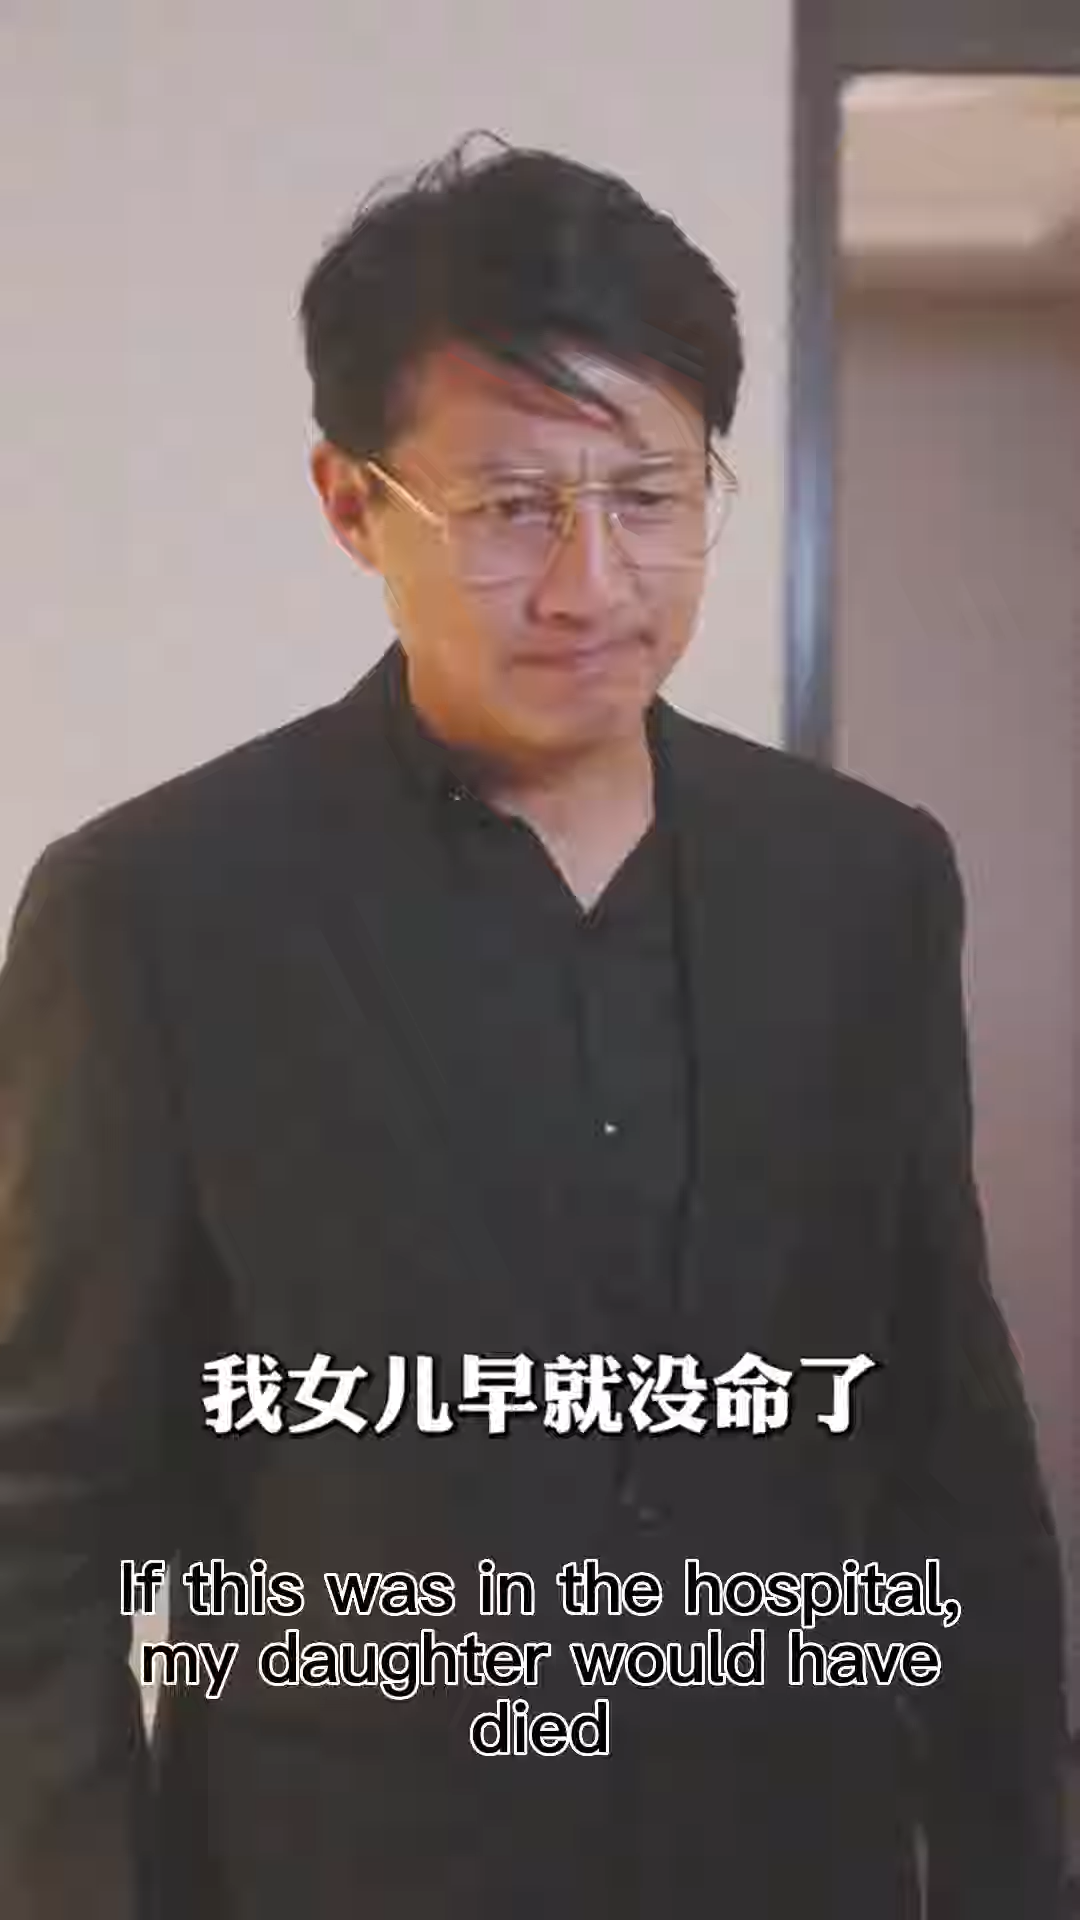 我女儿早就没命了
If this was in the hospital,
my daughter would have
died